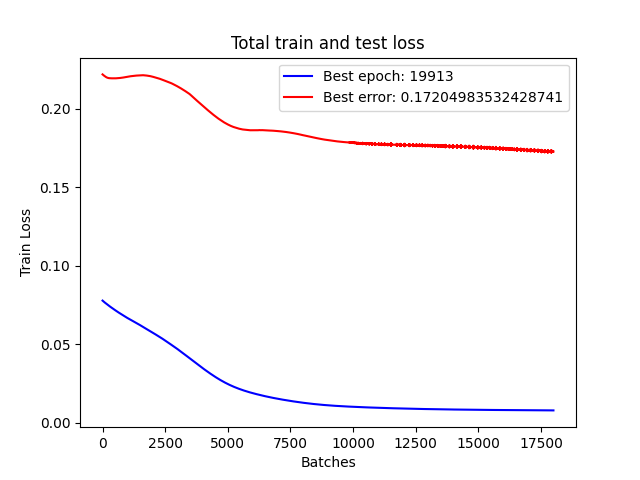 Total train and test loss
Best epoch: 19913
Best error: 0.17204983532428741
Train Loss
0.20
0.15
0.10
0.05
0.00
0 2500 5000 7500 10000 12500 15000 17500
Batches